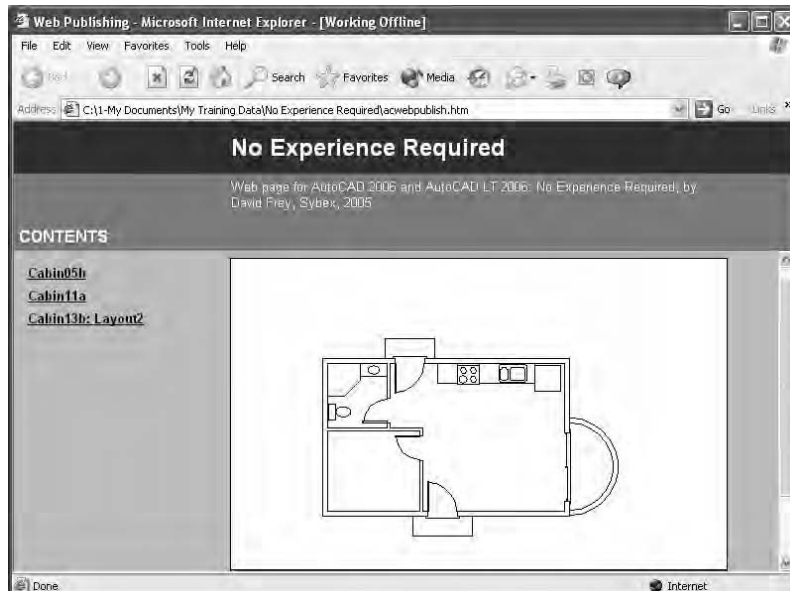 Web Publishing - Microsoft Internet Explorer - [Working Offline]
File Edit View Favorites Tools Help
Back Search Favorites Media
Address C:\1-My Documents\My Training Data\No Experience Required\acwebpublish.htm Go Links »
No Experience Required
Web page for AutoCAD 2006 and AutoCAD LT 2006: No Experience Required, by
David Frey, Sybex, 2005
CONTENTS
Cabin05h
Cabin11a
Cabin13b: Layout2
Done Internet